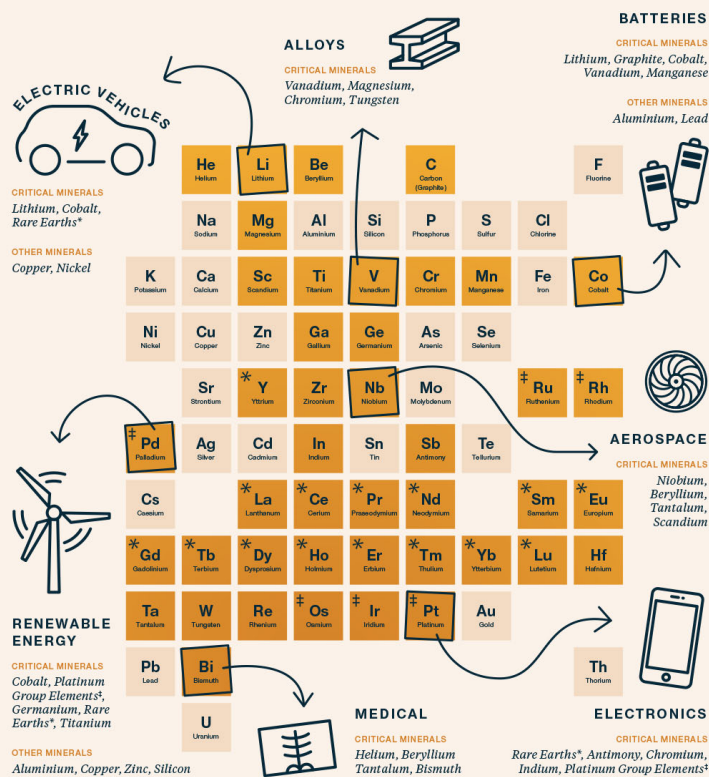 BATTERIES
CRITICAL MINERALS
Lithium, Graphite, Cobalt,
Vanadium, Manganese
OTHER MINERALS
Aluminium, Lead
ALLOYS
CRITICAL MINERALS
Vanadium, Magnesium,
Chromium, Tungsten
ELECTRIC VEHICLES
CRITICAL MINERALS
Lithium, Cobalt,
Rare Earths*
OTHER MINERALS
Copper, Nickel
He Li Be C F
Helium Lithium Beryllium Carbon (Graphite) Fluorine
Na Mg Al Si P S Cl
Sodium Magnesium Aluminium Silicon Phosphorus Sulfur Chlorine
K Ca Sc Ti V Cr Mn Fe Co
Potassium Calcium Scandium Titanium Vanadium Chromium Manganese Iron Cobalt
Ni Cu Zn Ga Ge As Se
Nickel Copper Zinc Gallium Germanium Arsenic Selenium
Sr *Y Zr Nb Mo ‡Ru ‡Rh
Strontium Yttrium Zirconium Niobium Molybdenum Ruthenium Rhodium
‡Pd Ag Cd In Sn Sb Te
Palladium Silver Cadmium Indium Tin Antimony Tellurium
Cs *La *Ce *Pr *Nd *Sm *Eu
Caesium Lanthanum Cerium Praseodymium Neodymium Samarium Europium
*Gd *Tb *Dy *Ho *Er *Tm *Yb *Lu Hf
Gadolinium Terbium Dysprosium Holmium Erbium Thulium Ytterbium Lutetium Hafnium
Ta W Re ‡Os ‡Ir ‡Pt Au
Tantalum Tungsten Rhenium Osmium Iridium Platinum Gold
Pb Bi Th
Lead Bismuth Thorium
U
Uranium
AEROSPACE
CRITICAL MINERALS
Niobium,
Beryllium,
Tantalum,
Scandium
RENEWABLE
ENERGY
CRITICAL MINERALS
Cobalt, Platinum
Group Elements‡,
Germanium, Rare
Earths*, Titanium
OTHER MINERALS
Aluminium, Copper, Zinc, Silicon
MEDICAL
CRITICAL MINERALS
Helium, Beryllium
Tantalum, Bismuth
ELECTRONICS
CRITICAL MINERALS
Rare Earths*, Antimony, Chromium,
Indium, Platinum Group Elements‡